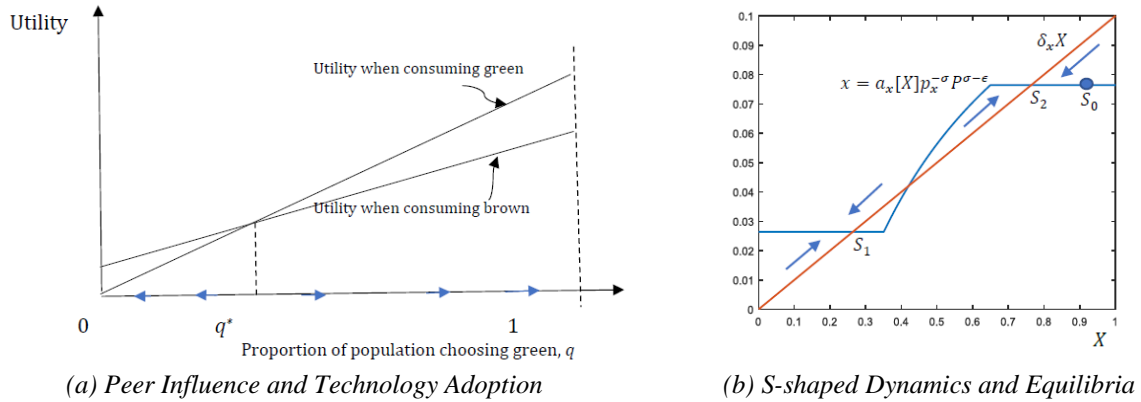 Utility
Utility when consuming green
Utility when consuming brown
0
q*
1
Proportion of population choosing green, q
(a) Peer Influence and Technology Adoption
0.1
0.09
0.08
0.07
0.06
0.05
0.04
0.03
0.02
0.01
0
δₓX
x = aₓ[X]pₓ^{-σ}P^{σ-ϵ}
S₂
S₀
S₁
0 0.1 0.2 0.3 0.4 0.5 0.6 0.7 0.8 0.9 1
X
(b) S-shaped Dynamics and Equilibria